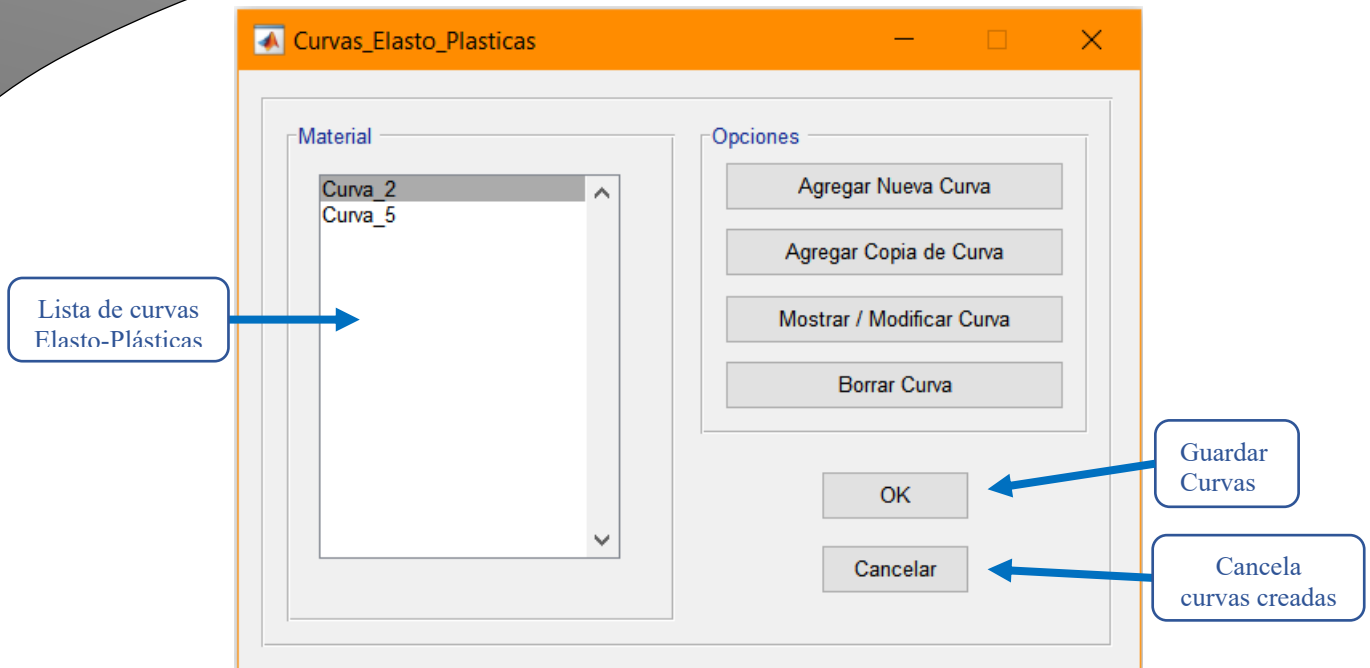 Curvas_Elasto_Plasticas
Material
Curva_2
Curva_5
Opciones
Agregar Nueva Curva
Agregar Copia de Curva
Mostrar / Modificar Curva
Borrar Curva
OK
Cancelar
Lista de curvas
Elasto-Plásticas
Guardar
Curvas
Cancela
curvas creadas